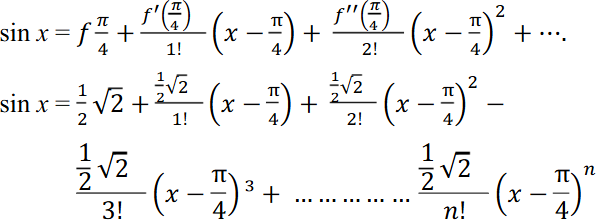 sin x = f π/4 + f′(π/4)/1! (x − π/4) + f′′(π/4)/2! (x − π/4)² + ⋯.
sin x = 1/2 √2 + 1/2 √2/1! (x − π/4) + 1/2 √2/2! (x − π/4)² −
1/2 √2/3! (x − π/4) ³ + … … … … … 1/2 √2/n! (x − π/4)ⁿ